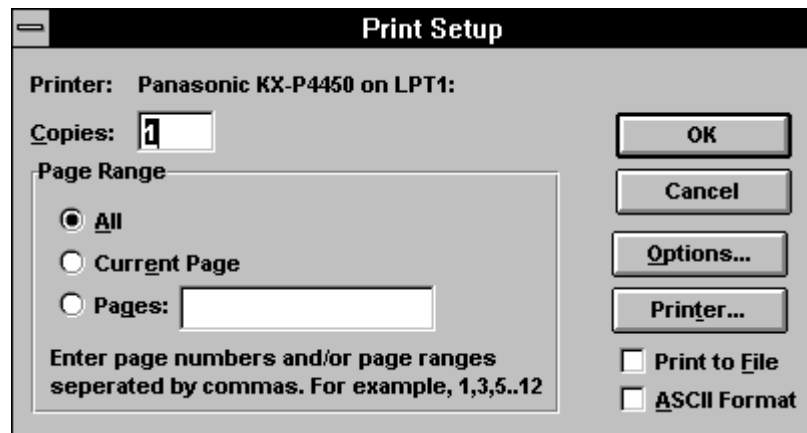 Print Setup
Printer: Panasonic KX-P4450 on LPT1:
Copies: 1
OK
Page Range
Cancel
All
Current Page
Options...
Pages:
Printer...
Enter page numbers and/or page ranges
seperated by commas. For example, 1,3,5..12
Print to File
ASCII Format